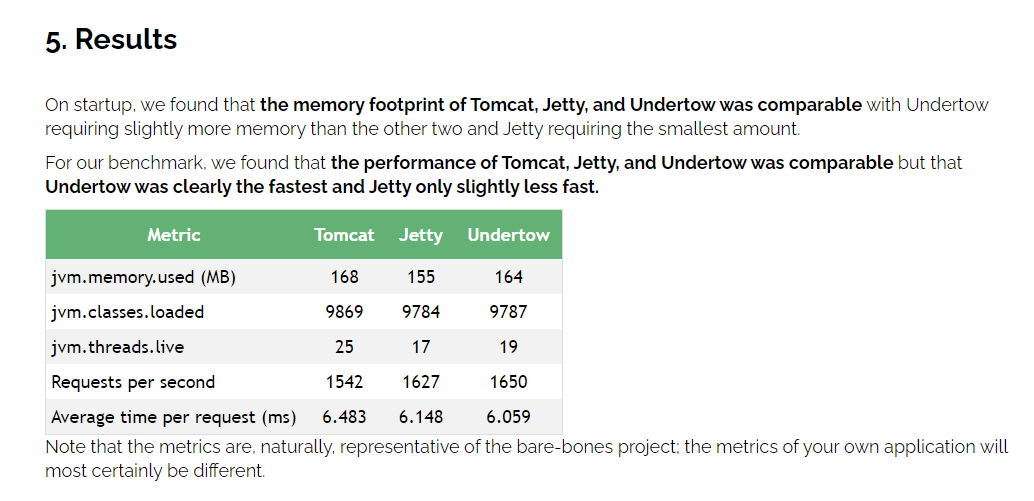 5. Results
On startup, we found that the memory footprint of Tomcat, Jetty, and Undertow was comparable with Undertow
requiring slightly more memory than the other two and Jetty requiring the smallest amount.
For our benchmark, we found that the performance of Tomcat, Jetty, and Undertow was comparable but that
Undertow was clearly the fastest and Jetty only slightly less fast.
Metric Tomcat Jetty Undertow
jvm.memory.used (MB) 168 155 164
jvm.classes.loaded 9869 9784 9787
jvm.threads.live 25 17 19
Requests per second 1542 1627 1650
Average time per request (ms) 6.483 6.148 6.059
Note that the metrics are, naturally, representative of the bare-bones project; the metrics of your own application will
most certainly be different.